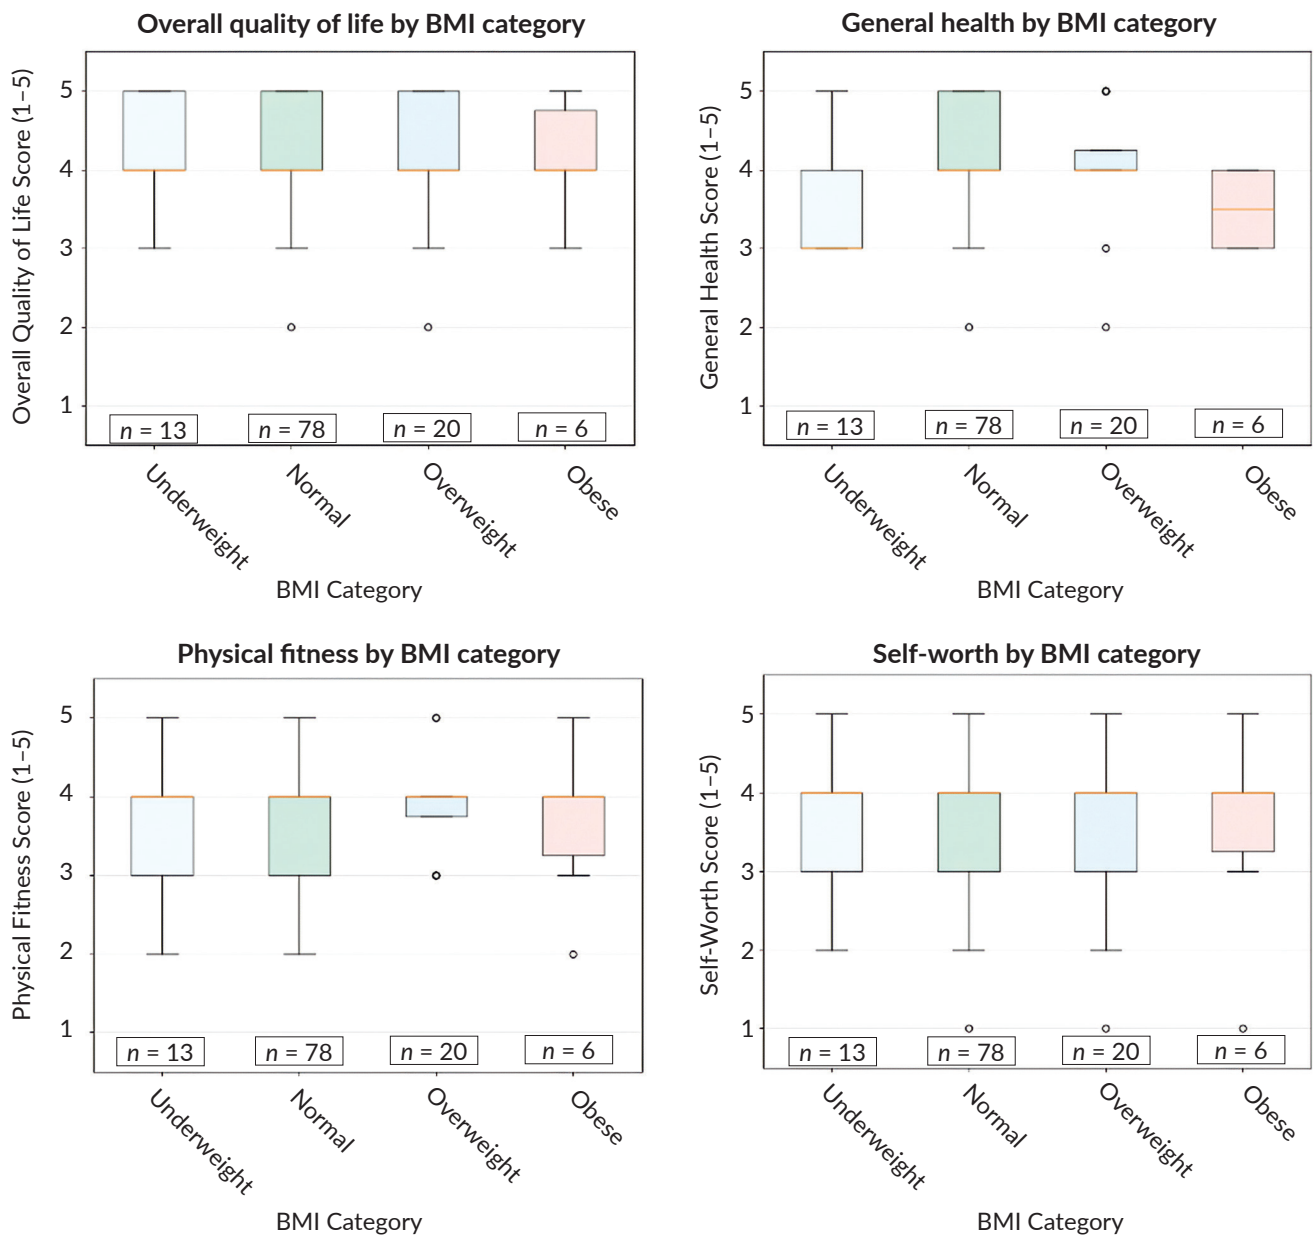 Overall quality of life by BMI category
Overall Quality of Life Score (1–5)
5
4
3
2
1
n = 13
n = 78
n = 20
n = 6
Underweight
Normal
Overweight
Obese
BMI Category
General health by BMI category
General Health Score (1–5)
5
4
3
2
1
n = 13
n = 78
n = 20
n = 6
Underweight
Normal
Overweight
Obese
BMI Category
Physical fitness by BMI category
Physical Fitness Score (1–5)
5
4
3
2
1
n = 13
n = 78
n = 20
n = 6
Underweight
Normal
Overweight
Obese
BMI Category
Self-worth by BMI category
Self-Worth Score (1–5)
5
4
3
2
1
n = 13
n = 78
n = 20
n = 6
Underweight
Normal
Overweight
Obese
BMI Category